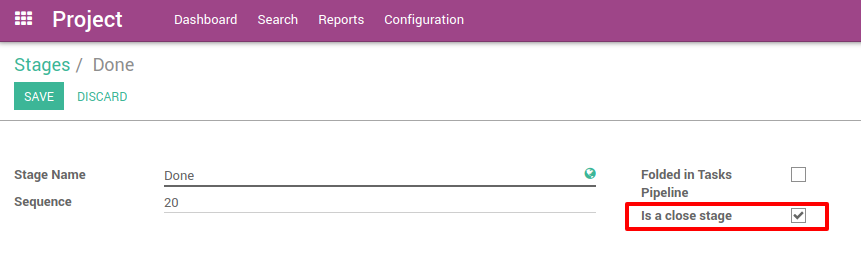 Project Dashboard Search Reports Configuration
Stages / Done
SAVE DISCARD
Stage Name Done Folded in Tasks
Pipeline
Sequence 20 Is a close stage